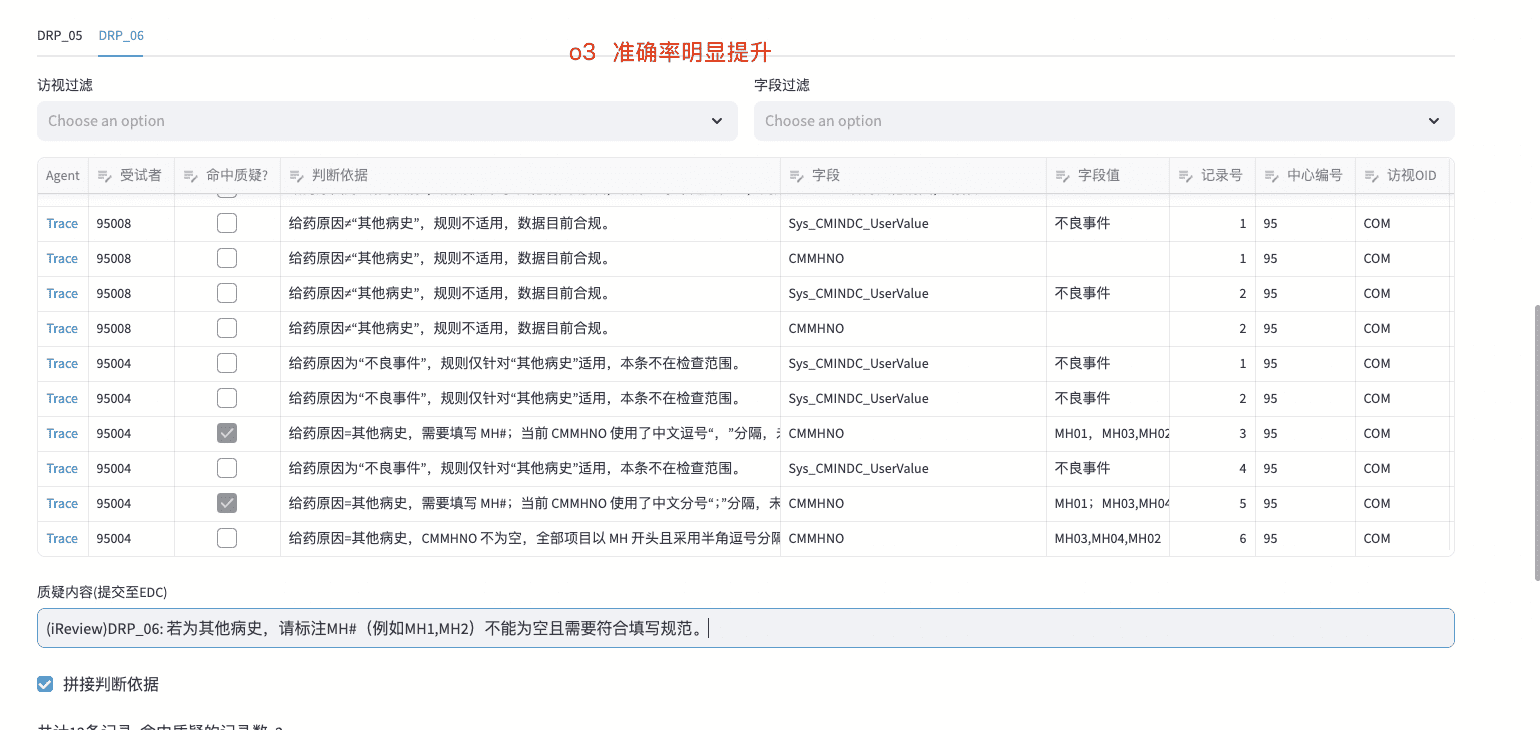 DRP_05 DRP_06
o3 准确率明显提升
访视过滤 字段过滤
Choose an option Choose an option
Agent 受试者 命中质疑? 判断依据 字段 字段值 记录号 中心编号 访视OID
Trace 95008 给药原因≠“其他病史”，规则不适用，数据目前合规。 Sys_CMINDC_UserValue 不良事件 1 95 COM
Trace 95008 给药原因≠“其他病史”，规则不适用，数据目前合规。 CMMHNO 1 95 COM
Trace 95008 给药原因≠“其他病史”，规则不适用，数据目前合规。 Sys_CMINDC_UserValue 不良事件 2 95 COM
Trace 95008 给药原因≠“其他病史”，规则不适用，数据目前合规。 CMMHNO 2 95 COM
Trace 95004 给药原因为“不良事件”，规则仅针对“其他病史”适用，本条不在检查范围。 Sys_CMINDC_UserValue 不良事件 1 95 COM
Trace 95004 给药原因为“不良事件”，规则仅针对“其他病史”适用，本条不在检查范围。 Sys_CMINDC_UserValue 不良事件 2 95 COM
Trace 95004 给药原因=其他病史，需要填写 MH#；当前 CMMHNO 使用了中文逗号“，”分隔， CMMHNO MH01，MH03,MH02 3 95 COM
Trace 95004 给药原因为“不良事件”，规则仅针对“其他病史”适用，本条不在检查范围。 Sys_CMINDC_UserValue 不良事件 4 95 COM
Trace 95004 给药原因=其他病史，需要填写 MH#；当前 CMMHNO 使用了中文分号“；”分隔，未 CMMHNO MH01；MH03,MH04 5 95 COM
Trace 95004 给药原因=其他病史，CMMHNO 不为空，全部项目以 MH 开头且采用半角逗号分隔 CMMHNO MH03,MH04,MH02 6 95 COM
质疑内容(提交至EDC)
(iReview)DRP_06: 若为其他病史，请标注MH#（例如MH1,MH2）不能为空且需要符合填写规范。
拼接判断依据